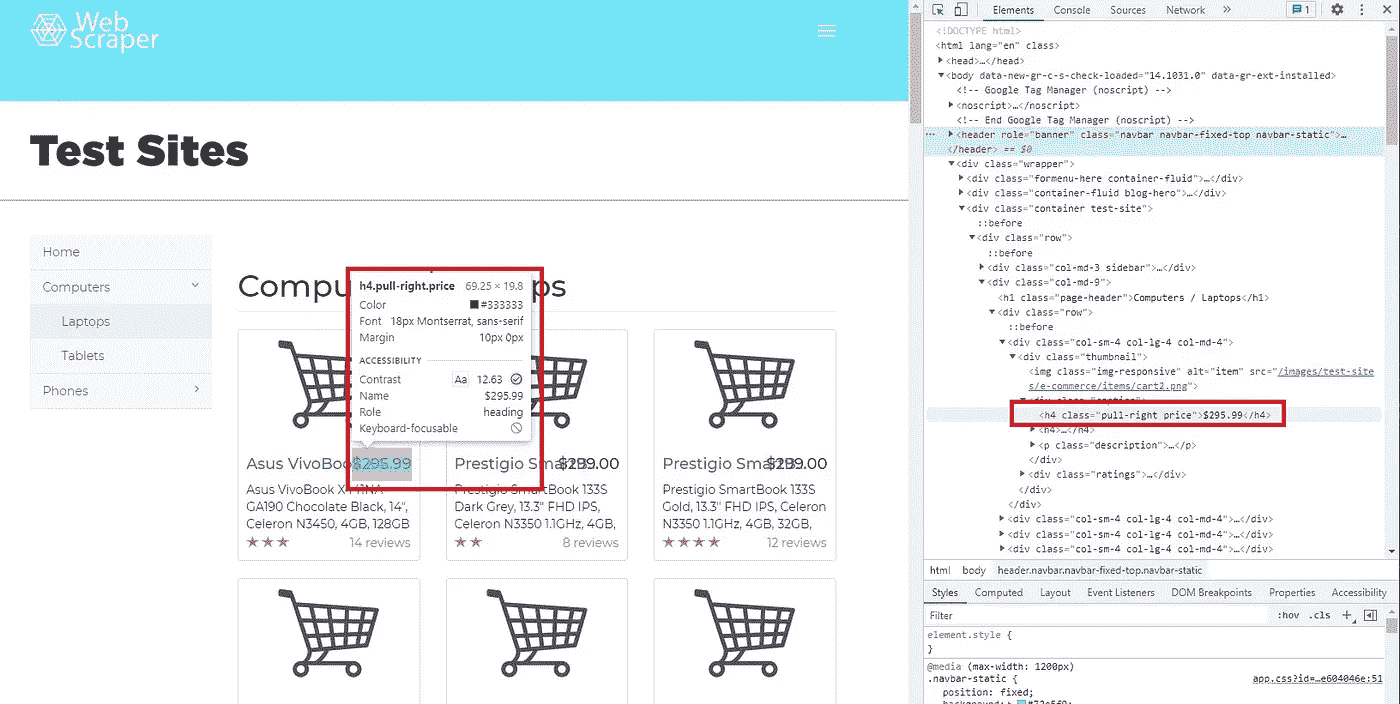 Web
Scraper
Test Sites
Home
Computers
Laptops
Tablets
Phones
h4.pull-right.price 69.25 × 19.8
Color #333333
Font 18px Montserrat, sans-serif
Margin 10px 0px
ACCESSIBILITY
Contrast Aa 12.63
Name $295.99
Role heading
Keyboard-focusable
Asus VivoBoo $295.99
Asus VivoBook
GA190 Chocolate Black, 14",
Celeron N3450, 4GB, 128GB
14 reviews
Prestigio $299.00
Prestigio SmartBook 133S
Dark Grey, 13.3" FHD IPS,
Celeron N3350 1.1GHz, 4GB,
8 reviews
Prestigio $299.00
Prestigio SmartBook 133S
Gold, 13.3" FHD IPS, Celeron
N3350 1.1GHz, 4GB, 32GB,
12 reviews
Elements Console Sources Network » 1
<!DOCTYPE html>
<html lang="en" class>
<head>…</head>
<body data-new-gr-c-s-check-loaded="14.1031.0" data-gr-ext-installed>
<!-- Google Tag Manager (noscript) -->
<noscript>…</noscript>
<!-- End Google Tag Manager (noscript) -->
<header role="banner" class="navbar navbar-fixed-top navbar-static">…
</header> == $0
<div class="wrapper">
<div class="formenu-here container-fluid">…</div>
<div class="container-fluid blog-hero">…</div>
<div class="container test-site">
::before
<div class="row">
::before
<div class="col-md-3 sidebar">…</div>
<div class="col-md-9">
<h1 class="page-header">Computers / Laptops</h1>
<div class="row">
::before
<div class="col-sm-4 col-lg-4 col-md-4">
<div class="thumbnail">
<img class="img-responsive" alt="item" src="/images/test-site
s/e-commerce/items/cart2.png">
<div class="caption">
<h4 class="pull-right price">$295.99</h4>
<h4>…</h4>
<p class="description">…</p>
</div>
<div class="ratings">…</div>
</div>
</div>
<div class="col-sm-4 col-lg-4 col-md-4">…</div>
<div class="col-sm-4 col-lg-4 col-md-4">…</div>
<div class="col-sm-4 col-lg-4 col-md-4">…</div>
html body header.navbar.navbar-fixed-top.navbar-static
Styles Computed Layout Event Listeners DOM Breakpoints Properties Accessibility
Filter :hov .cls +
element.style {
}
@media (max-width: 1200px)
.navbar-static { app.css?id=…e604046e:51
position: fixed;